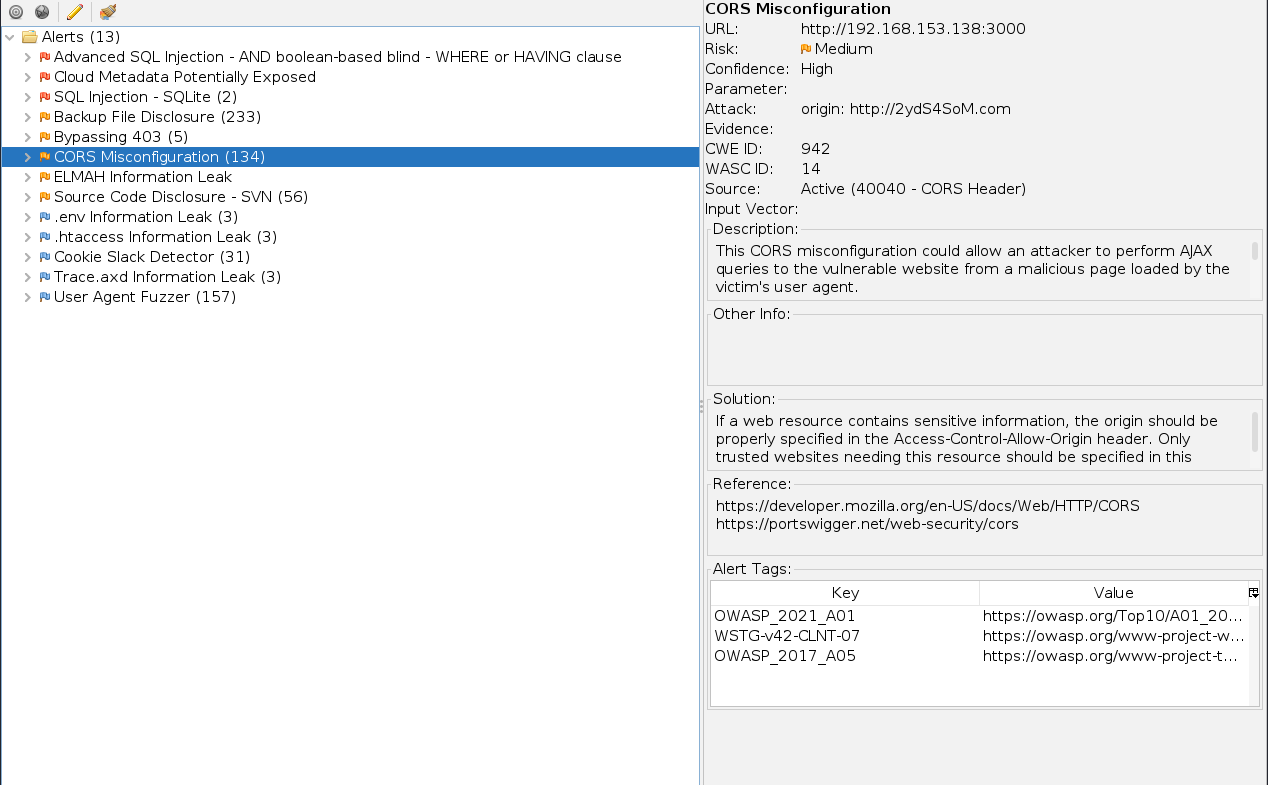 Alerts (13)
Advanced SQL Injection - AND boolean-based blind - WHERE or HAVING clause
Cloud Metadata Potentially Exposed
SQL Injection - SQLite (2)
Backup File Disclosure (233)
Bypassing 403 (5)
CORS Misconfiguration (134)
ELMAH Information Leak
Source Code Disclosure - SVN (56)
.env Information Leak (3)
.htaccess Information Leak (3)
Cookie Slack Detector (31)
Trace.axd Information Leak (3)
User Agent Fuzzer (157)
CORS Misconfiguration
URL: http://192.168.153.138:3000
Risk: Medium
Confidence: High
Parameter:
Attack: origin: http://2ydS4SoM.com
Evidence:
CWE ID: 942
WASC ID: 14
Source: Active (40040 - CORS Header)
Input Vector:
Description:
This CORS misconfiguration could allow an attacker to perform AJAX
queries to the vulnerable website from a malicious page loaded by the
victim's user agent.
Other Info:
Solution:
If a web resource contains sensitive information, the origin should be
properly specified in the Access-Control-Allow-Origin header. Only
trusted websites needing this resource should be specified in this
Reference:
https://developer.mozilla.org/en-US/docs/Web/HTTP/CORS
https://portswigger.net/web-security/cors
Alert Tags:
Key Value
OWASP_2021_A01 https://owasp.org/Top10/A01_20...
WSTG-v42-CLNT-07 https://owasp.org/www-project-w...
OWASP_2017_A05 https://owasp.org/www-project-t...